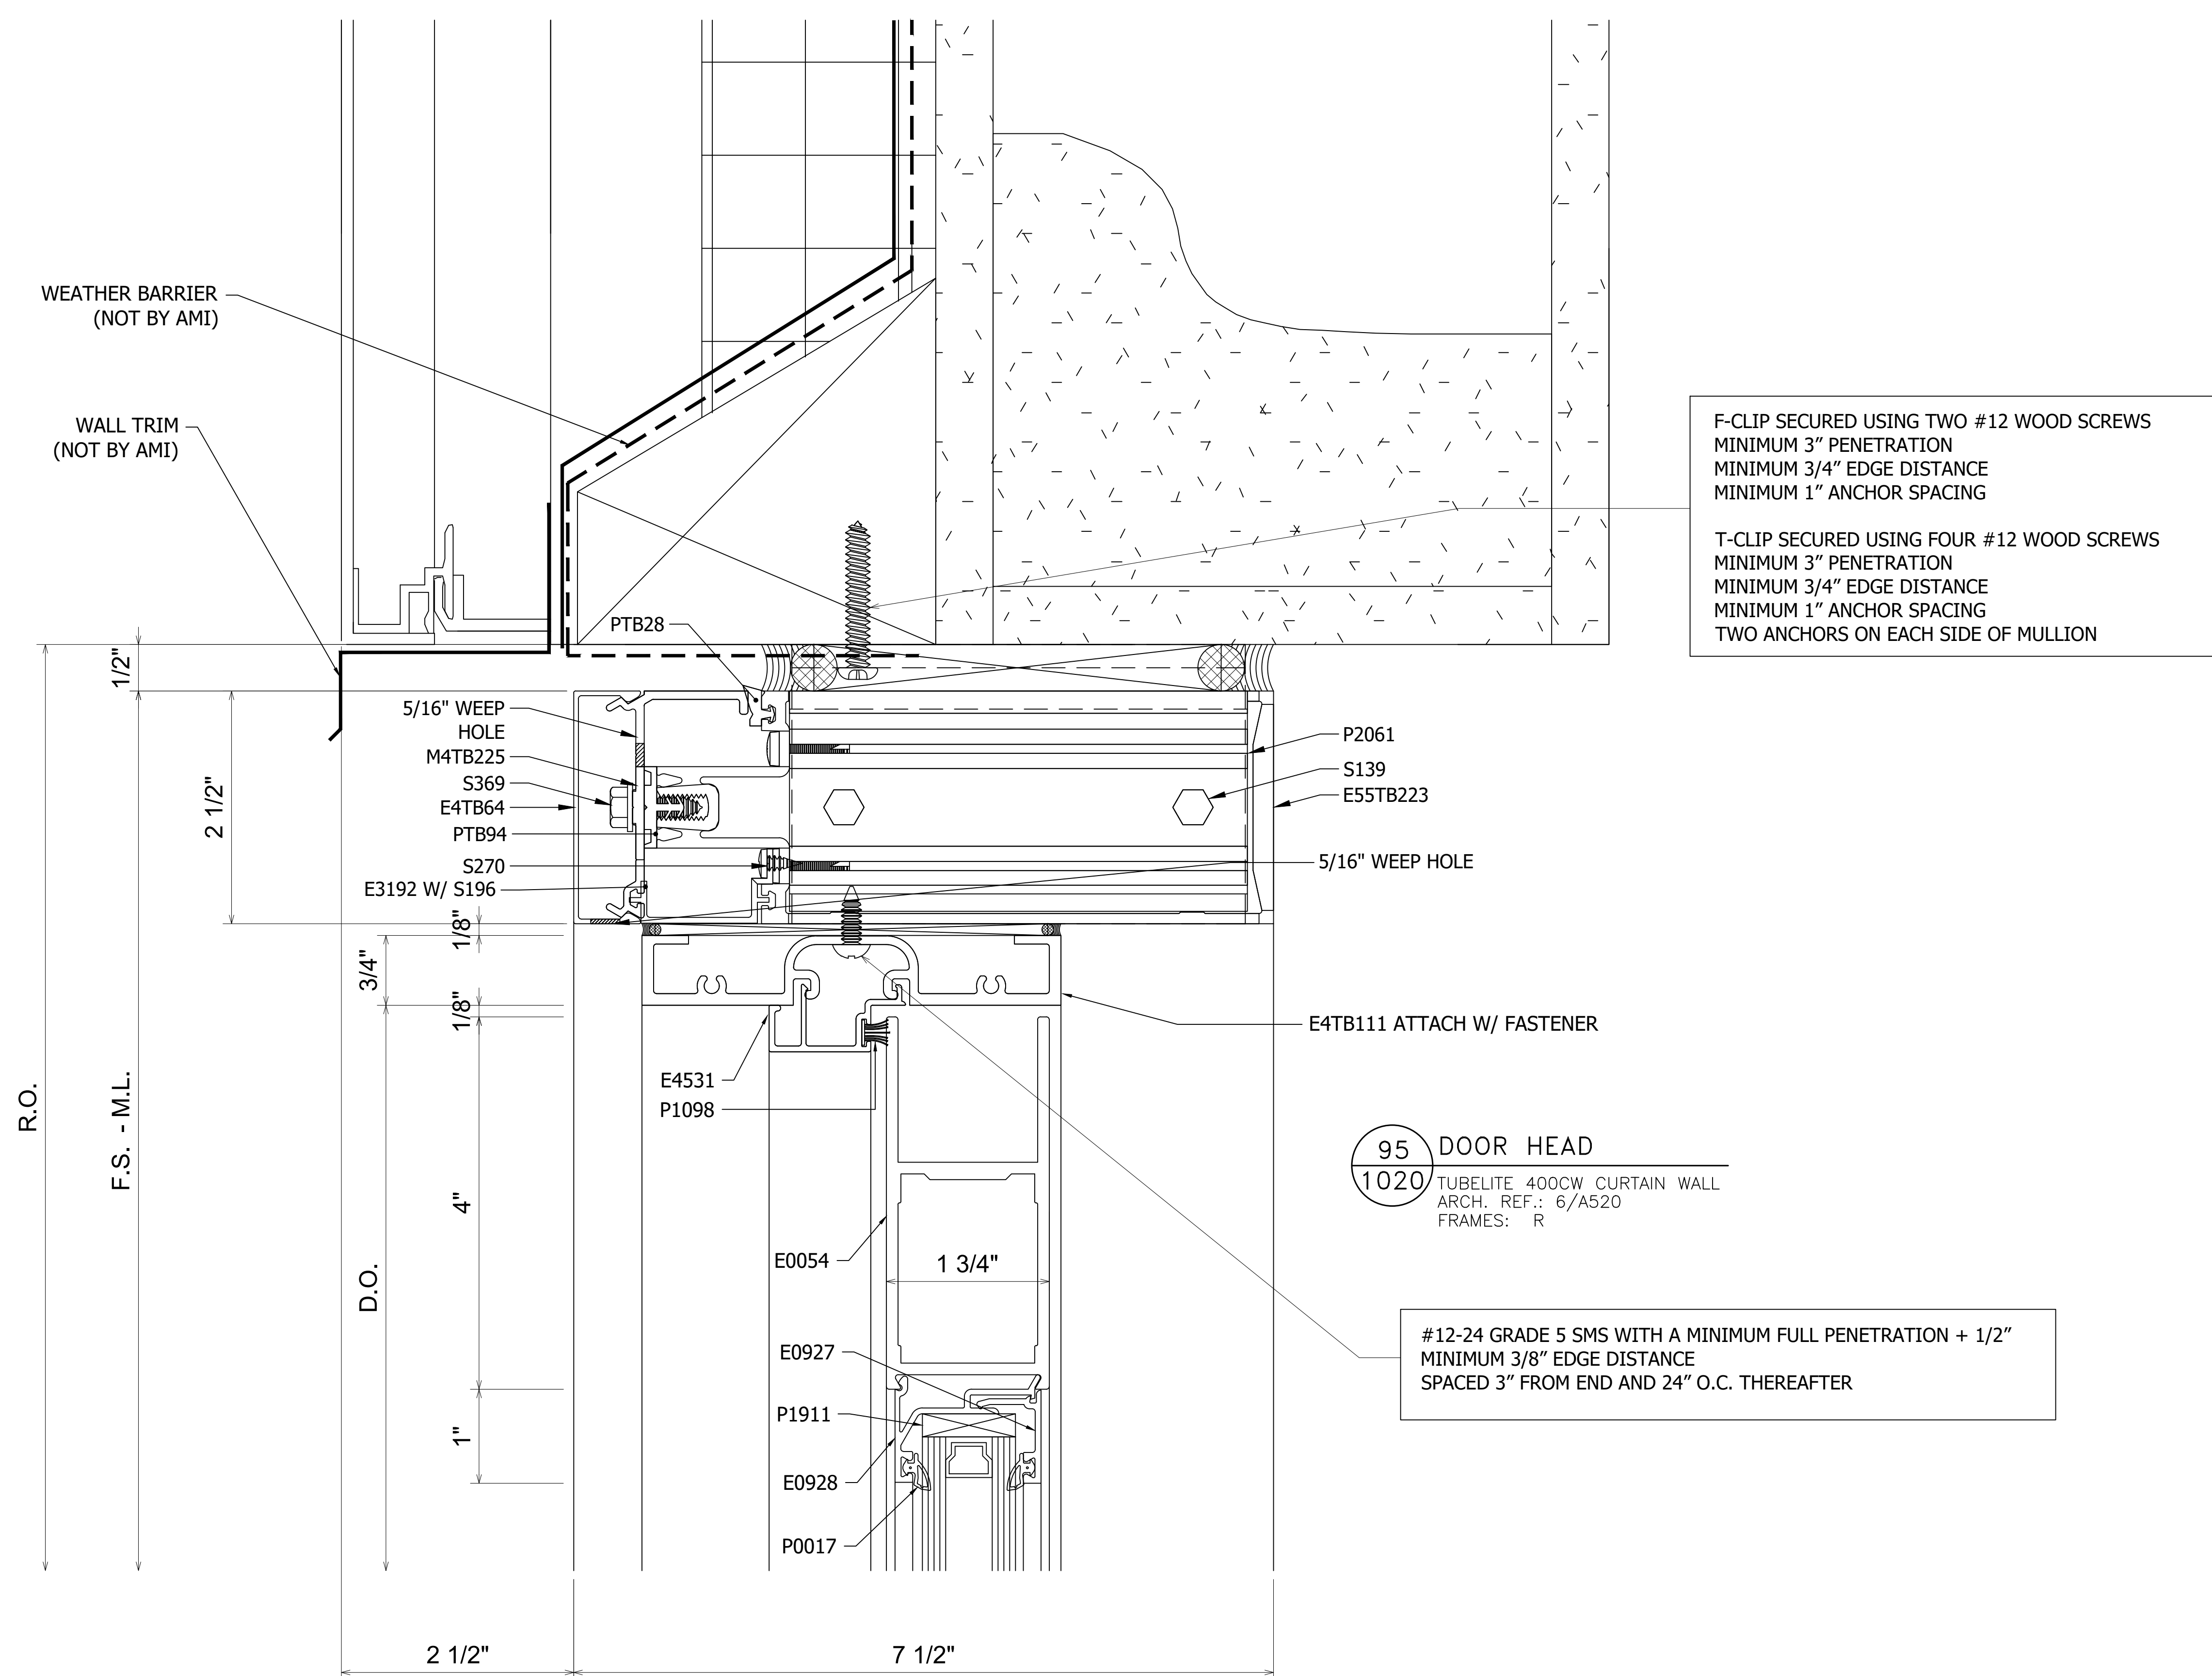 WEATHER BARRIER
(NOT BY AMI)
WALL TRIM
(NOT BY AMI)
F-CLIP SECURED USING TWO #12 WOOD SCREWS
MINIMUM 3" PENETRATION
MINIMUM 3/4" EDGE DISTANCE
MINIMUM 1" ANCHOR SPACING
T-CLIP SECURED USING FOUR #12 WOOD SCREWS
MINIMUM 3" PENETRATION
MINIMUM 3/4" EDGE DISTANCE
MINIMUM 1" ANCHOR SPACING
TWO ANCHORS ON EACH SIDE OF MULLION
PTB28
1/2"
5/16" WEEP
HOLE
M4TB225
S369
E4TB64
PTB94
S270
E3192 W/ S196
2 1/2"
P2061
S139
E55TB223
5/16" WEEP HOLE
1/8"
3/4"
1/8"
E4TB111 ATTACH W/ FASTENER
E4531
P1098
R.O.
F.S. - M.L.
D.O.
4"
95
1020
DOOR HEAD
TUBELITE 400CW CURTAIN WALL
ARCH. REF.: 6/A520
FRAMES: R
E0054
1 3/4"
#12-24 GRADE 5 SMS WITH A MINIMUM FULL PENETRATION + 1/2"
MINIMUM 3/8" EDGE DISTANCE
SPACED 3" FROM END AND 24" O.C. THEREAFTER
E0927
P1911
1"
E0928
P0017
2 1/2"
7 1/2"